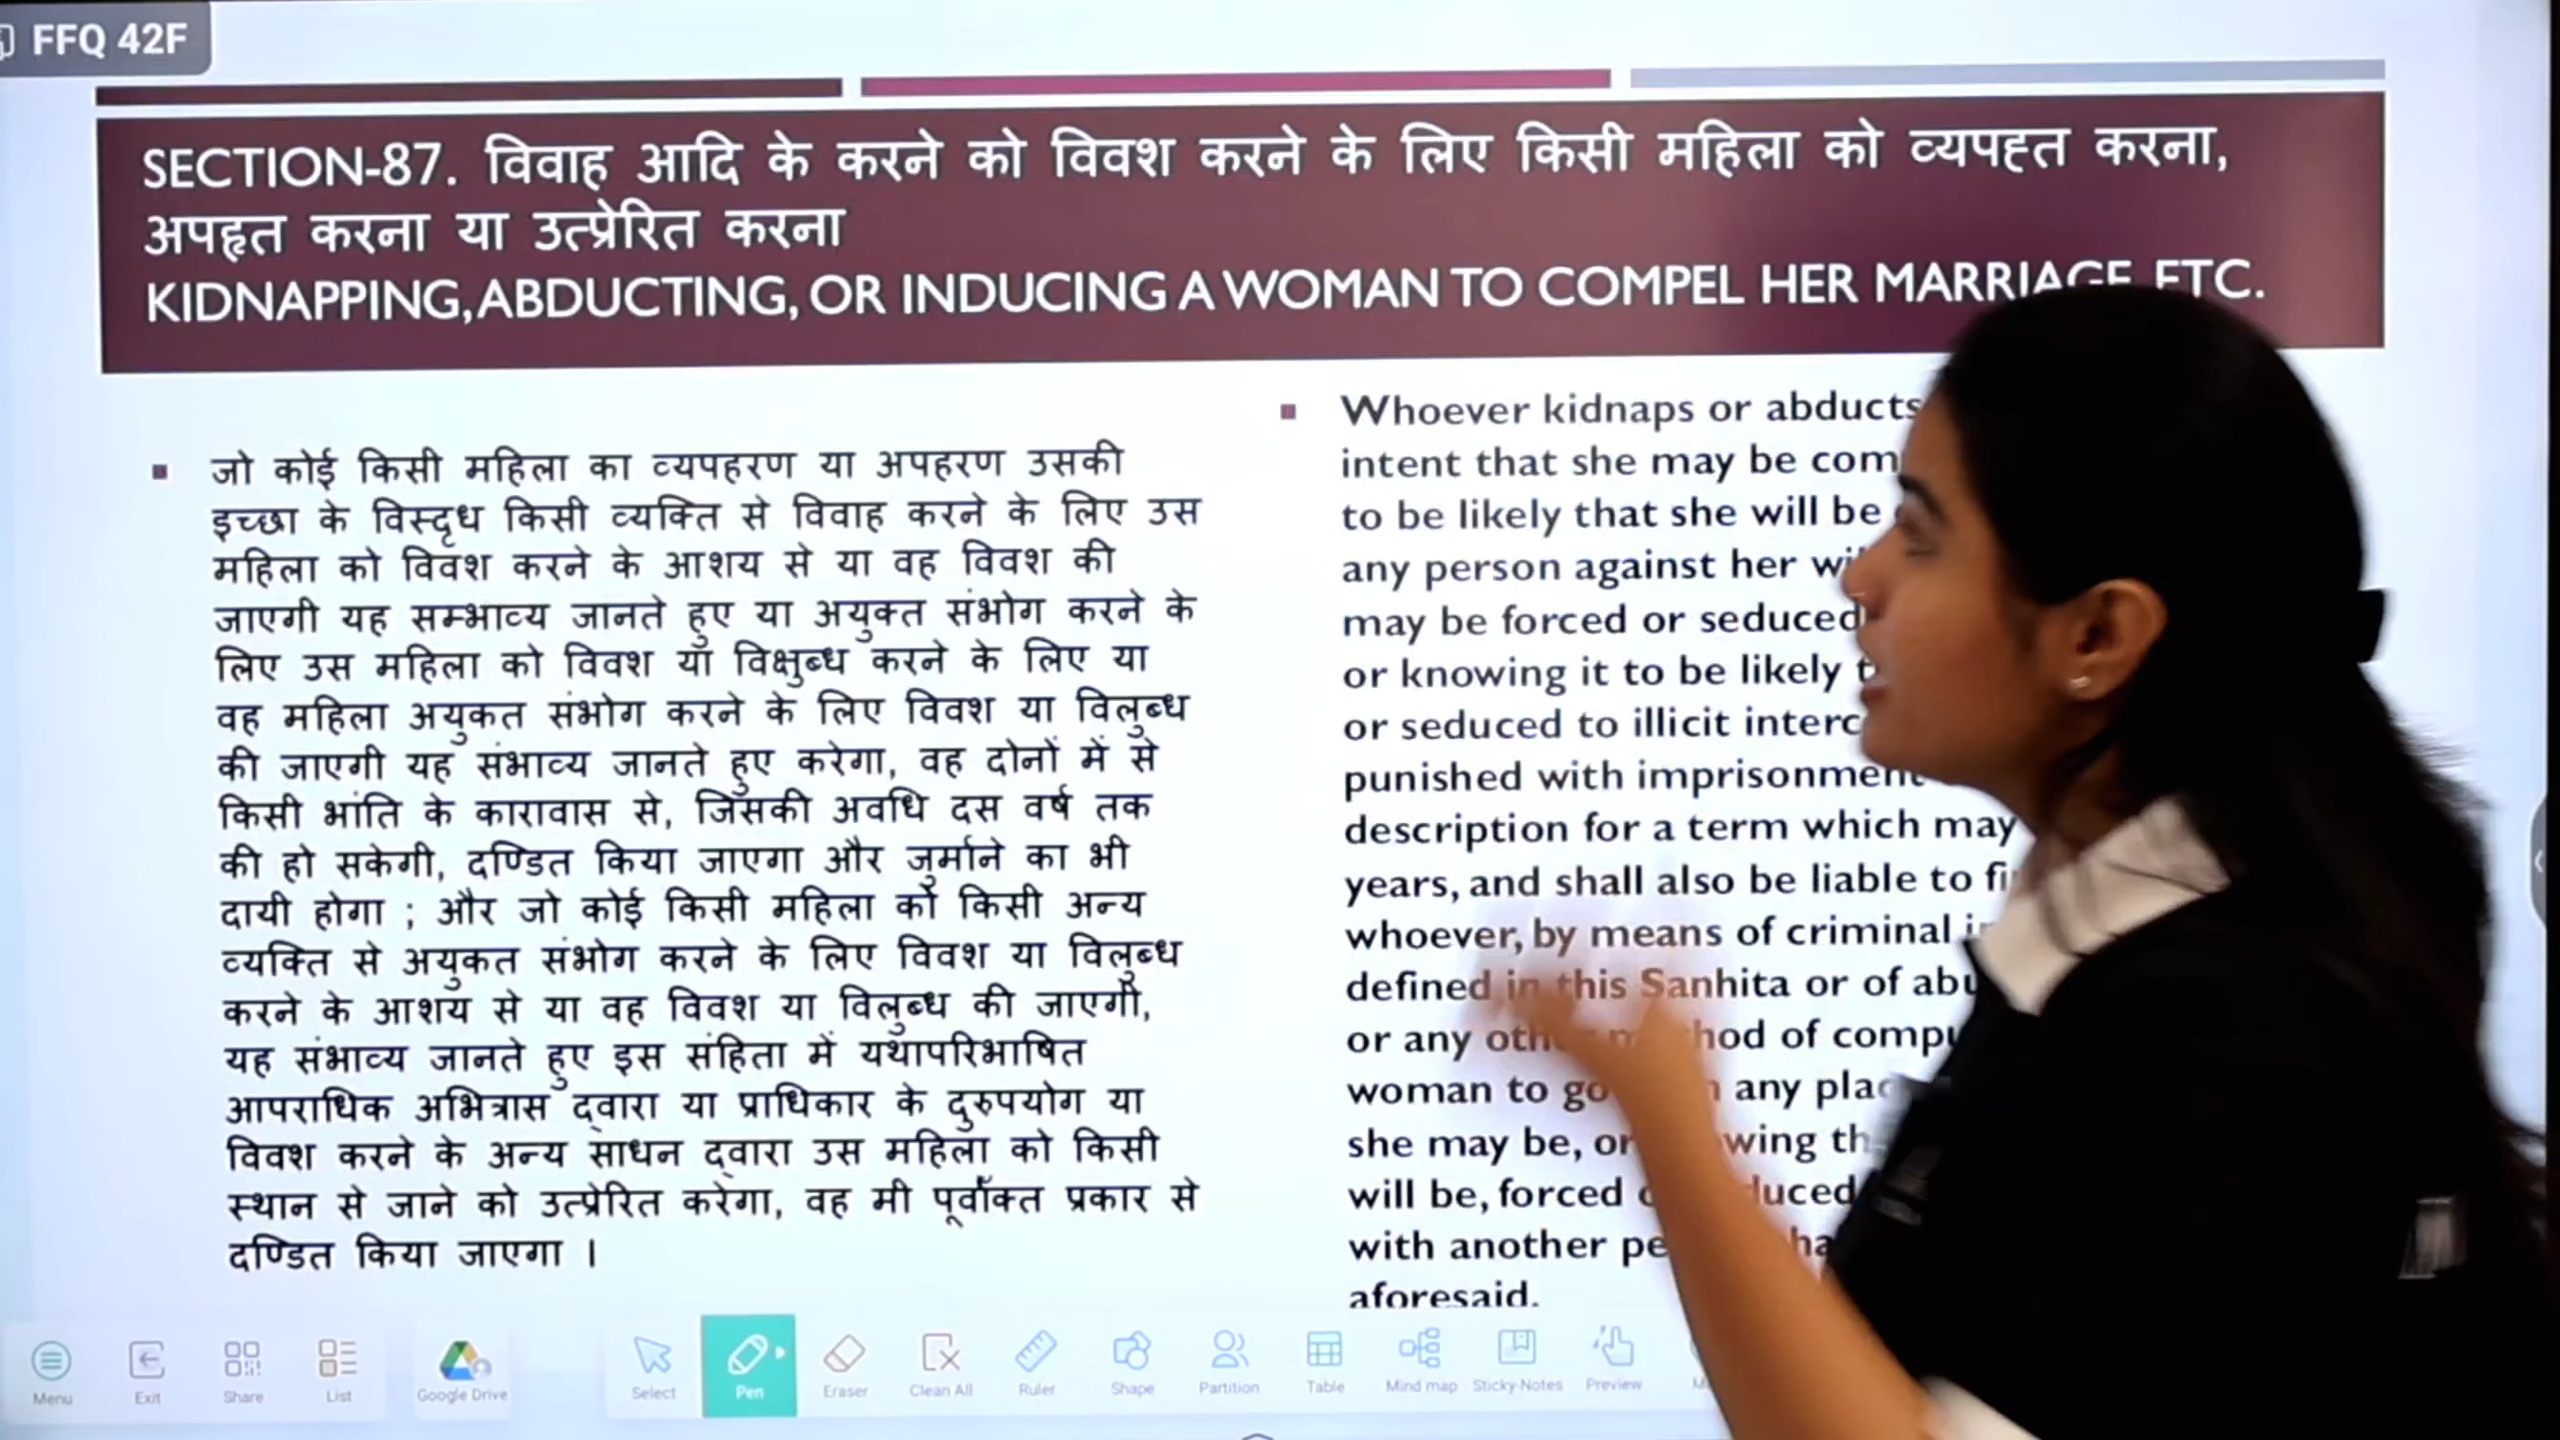 FFQ 42F
SECTION-87. विवाह आदि के करने को विवश करने के लिए किसी महिला को व्यपह्त करना,
अपहृत करना या उत्प्रेरित करना
KIDNAPPING, ABDUCTING, OR INDUCING A WOMAN TO COMPEL HER MARRIAGE ETC.
जो कोई किसी महिला का व्यपहरण या अपहरण उसकी
इच्छा के विस्दृध किसी व्यक्ति से विवाह करने के लिए उस
महिला को विवश करने के आशय से या वह विवश की
जाएगी यह सम्भाव्य जानते हुए या अयुक्त संभोग करने के
लिए उस महिला को विवश या विक्षुब्ध करने के लिए या
वह महिला अयुकत संभोग करने के लिए विवश या विलुब्ध
की जाएगी यह संभाव्य जानते हुए करेगा, वह दोनों में से
किसी भांति के कारावास से, जिसकी अवधि दस वर्ष तक
की हो सकेगी, दण्डित किया जाएगा और जुर्माने का भी
दायी होगा ; और जो कोई किसी महिला को किसी अन्य
व्यक्ति से अयुकत संभोग करने के लिए विवश या विलुब्ध
करने के आशय से या वह विवश या विलुब्ध की जाएगी,
यह संभाव्य जानते हुए इस संहिता में यथापरिभाषित
आपराधिक अभित्रास द्वारा या प्राधिकार के दुरुपयोग या
विवश करने के अन्य साधन द्वारा उस महिला को किसी
स्थान से जाने को उत्प्रेरित करेगा, वह मी पूर्वोक्त प्रकार से
दण्डित किया जाएगा ।
Whoever kidnaps or abducts
intent that she may be
to be likely that she will be
any person against her
may be forced or seduced
or knowing it to be likely
or seduced to illicit
punished with
description for a term which may
years, and shall also be liable to
whoever, by means of criminal
defined in this Sanhita or of
or any of
woman to go any
she may be, or
will be, forced
with another
aforesaid.
Menu Exit Share List Google Drive Select Pen Eraser Clean All Ruler Shape Partition Table Mind map Sticky-Notes Preview